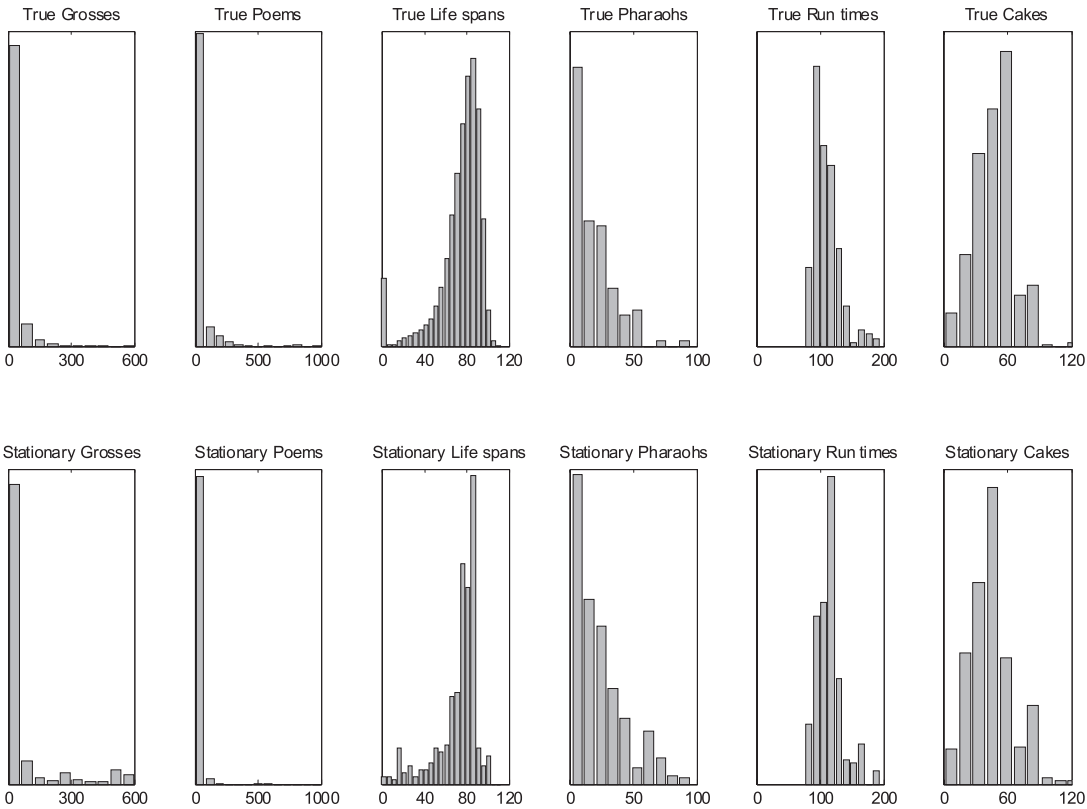 True Grosses True Poems True Life spans True Pharaohs True Run times True Cakes
0 300 600 0 500 1000 0 40 80 120 0 50 100 0 100 200 0 60 120
Stationary Grosses Stationary Poems Stationary Life spans Stationary Pharaohs Stationary Run times Stationary Cakes
0 300 600 0 500 1000 0 40 80 120 0 50 100 0 100 200 0 60 120